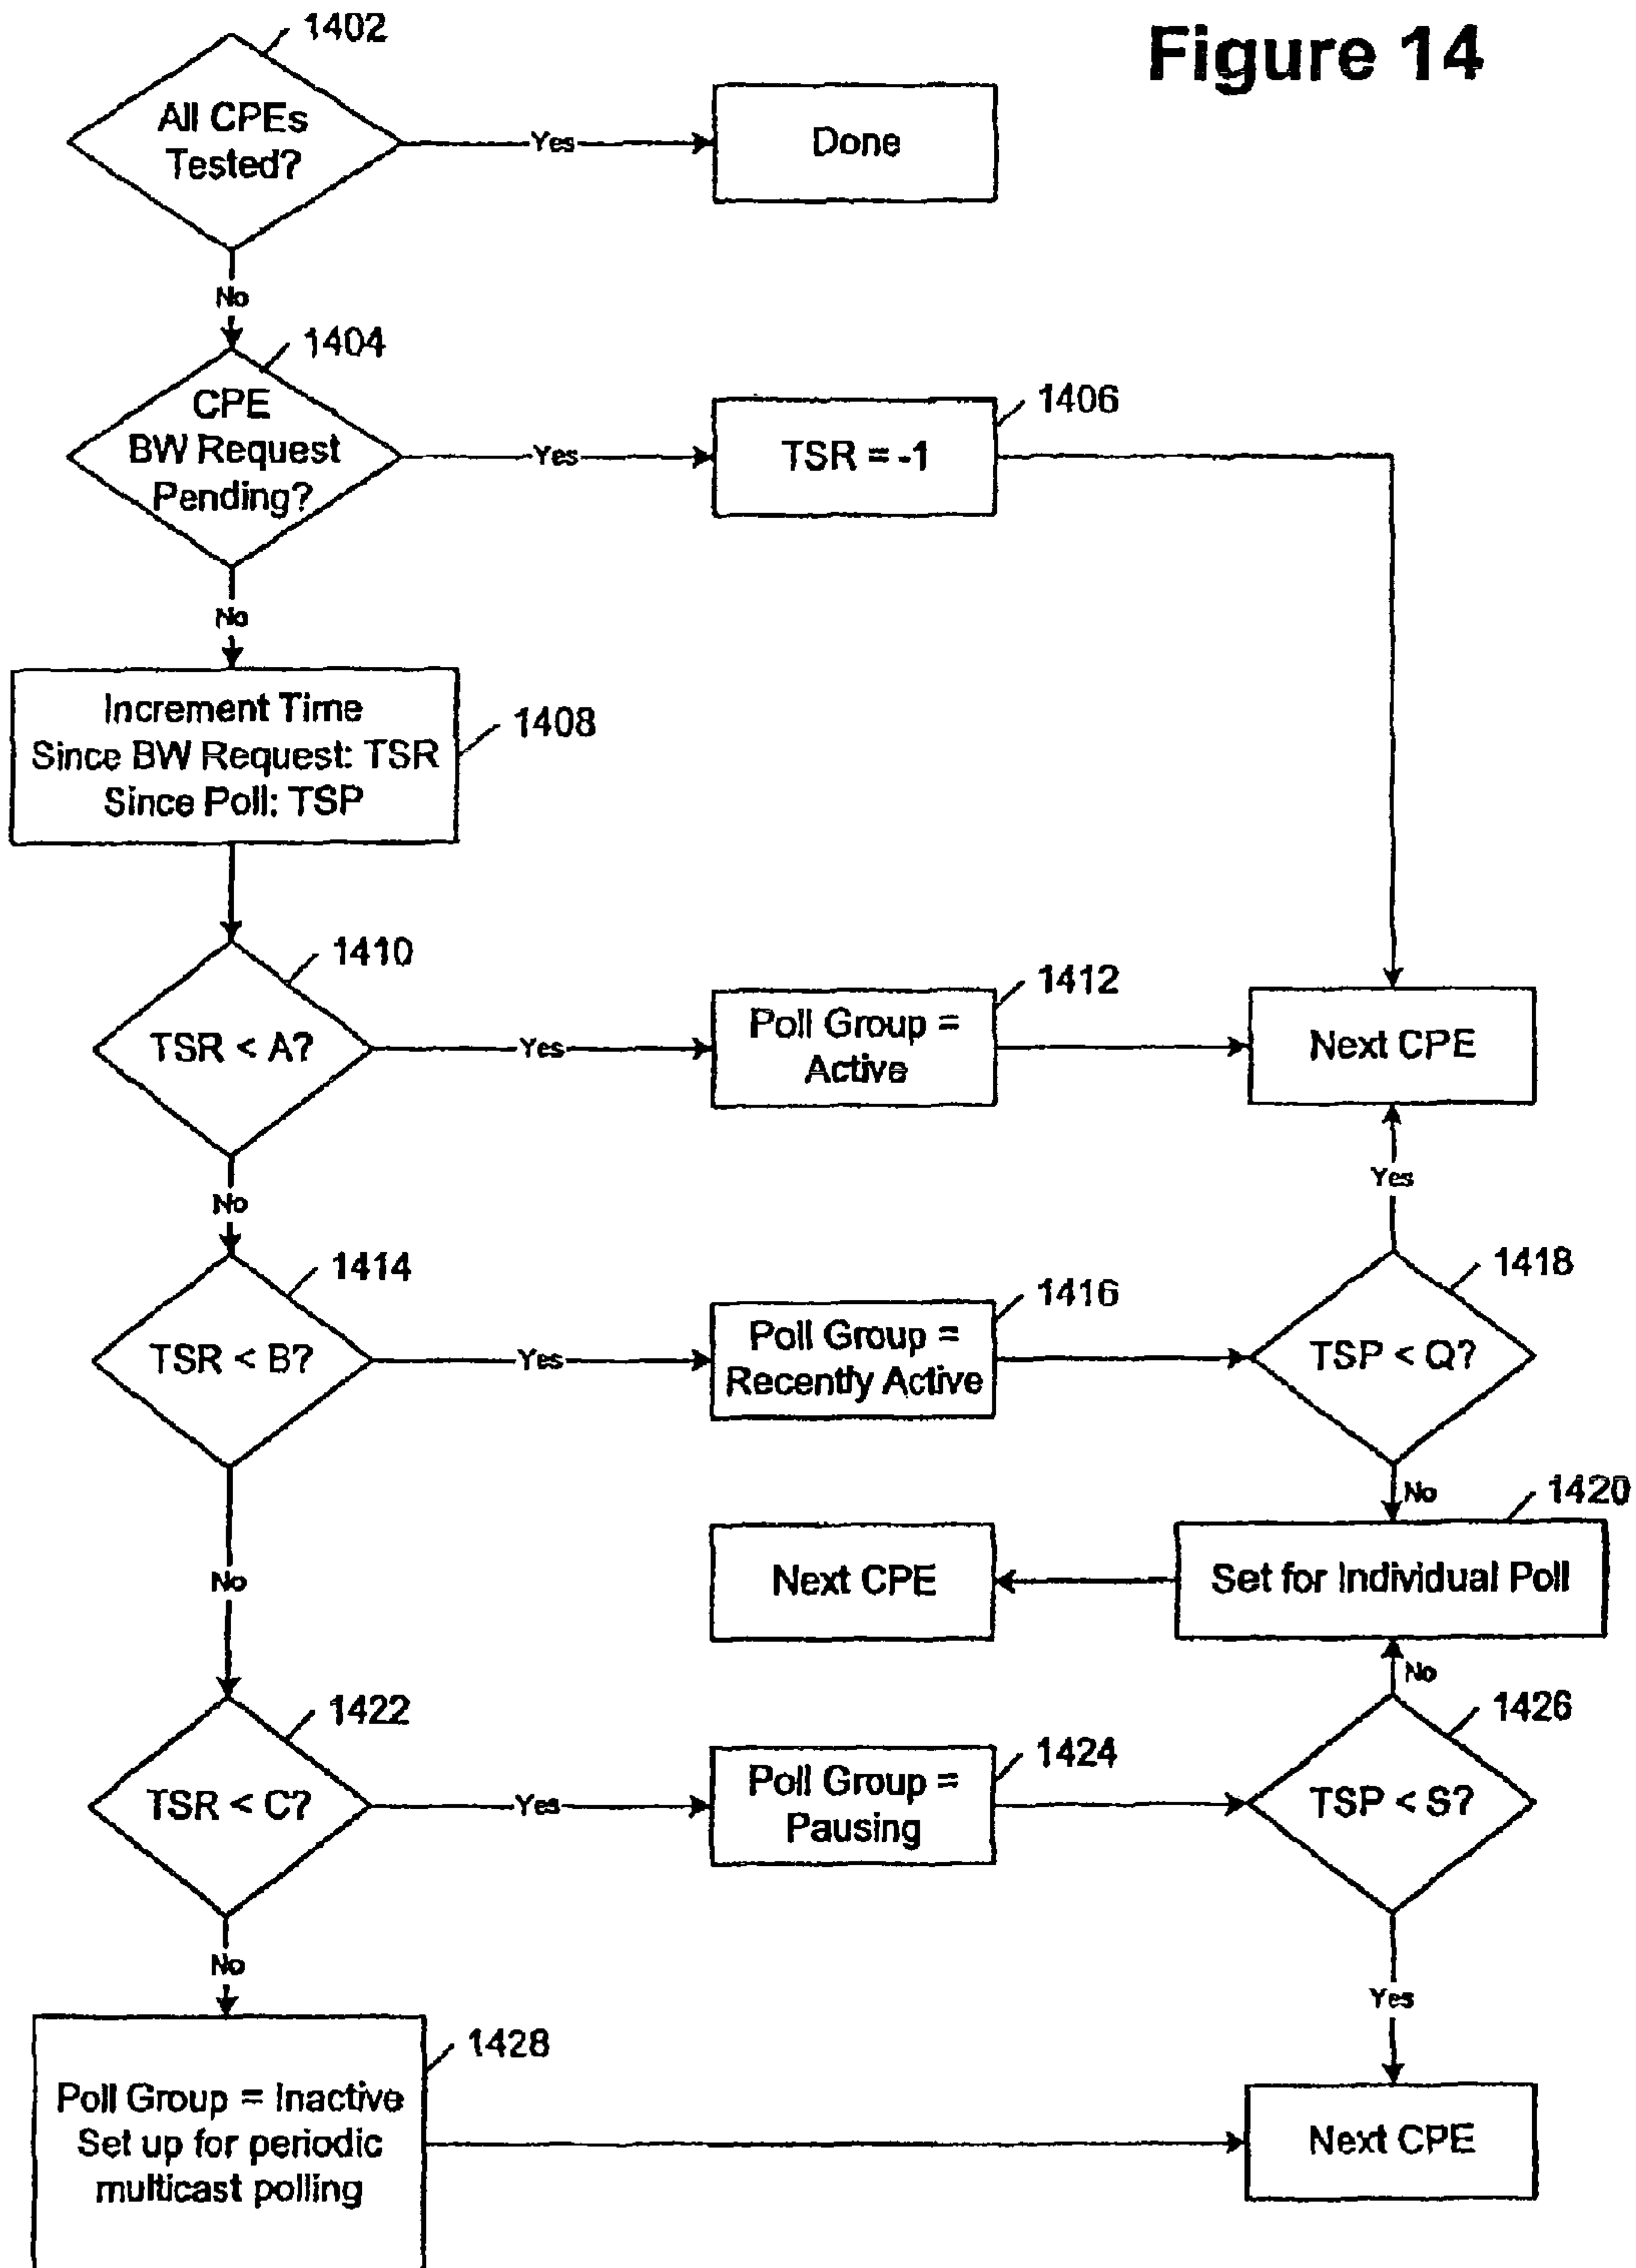 Figure 14
1402
All CPEs
Tested?
Yes
Done
No
1404
CPE
BW Request
Pending?
Yes
1406
TSR = -1
No
Increment Time
Since BW Request: TSR
Since Poll: TSP
1408
1410
TSR < A?
Yes
1412
Poll Group =
Active
Next CPE
No
Yes
1414
TSR < B?
Yes
1416
Poll Group =
Recently Active
1418
TSP < Q?
No
1420
Set for Individual Poll
Next CPE
No
No
1422
TSR < C?
Yes
1424
Poll Group =
Pausing
1426
TSP < S?
No
Yes
1428
Poll Group = Inactive
Set up for periodic
multicast polling
Next CPE